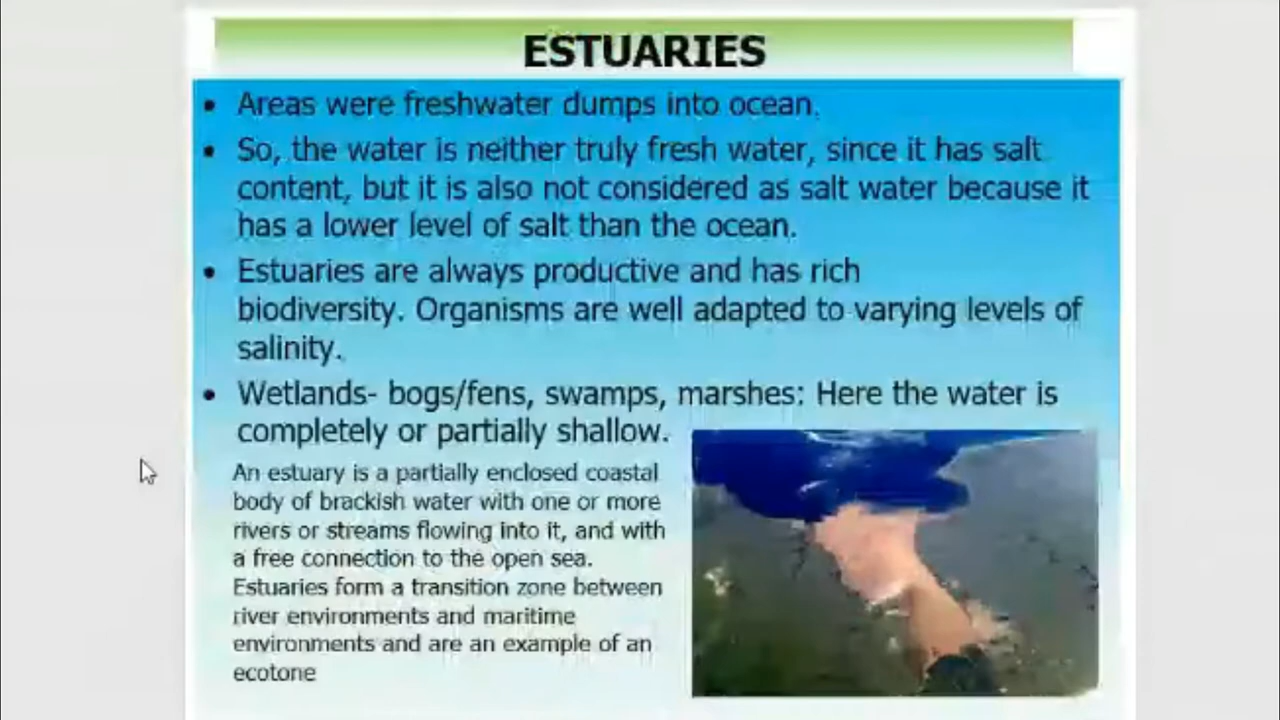 ESTUARIES
• Areas were freshwater dumps into ocean.
• So, the water is neither truly fresh water, since it has salt
content, but it is also not considered as salt water because it
has a lower level of salt than the ocean.
• Estuaries are always productive and has rich
biodiversity. Organisms are well adapted to varying levels of
salinity.
• Wetlands- bogs/fens, swamps, marshes: Here the water is
completely or partially shallow.
An estuary is a partially enclosed coastal
body of brackish water with one or more
rivers or streams flowing into it, and with
a free connection to the open sea.
Estuaries form a transition zone between
river environments and maritime
environments and are an example of an
ecotone